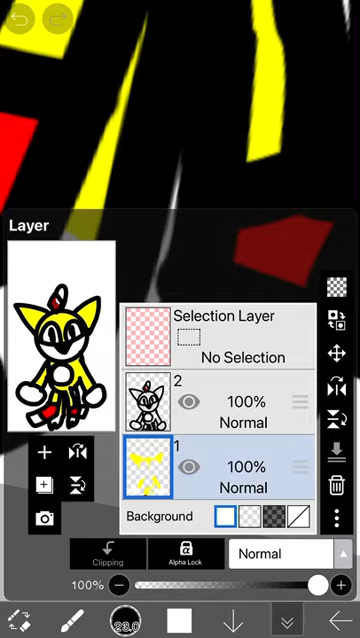 Layer
Selection Layer
No Selection
2
100%
Normal
1
100%
Normal
Background
Clipping
α
Alpha Lock
Normal
100%
23.0